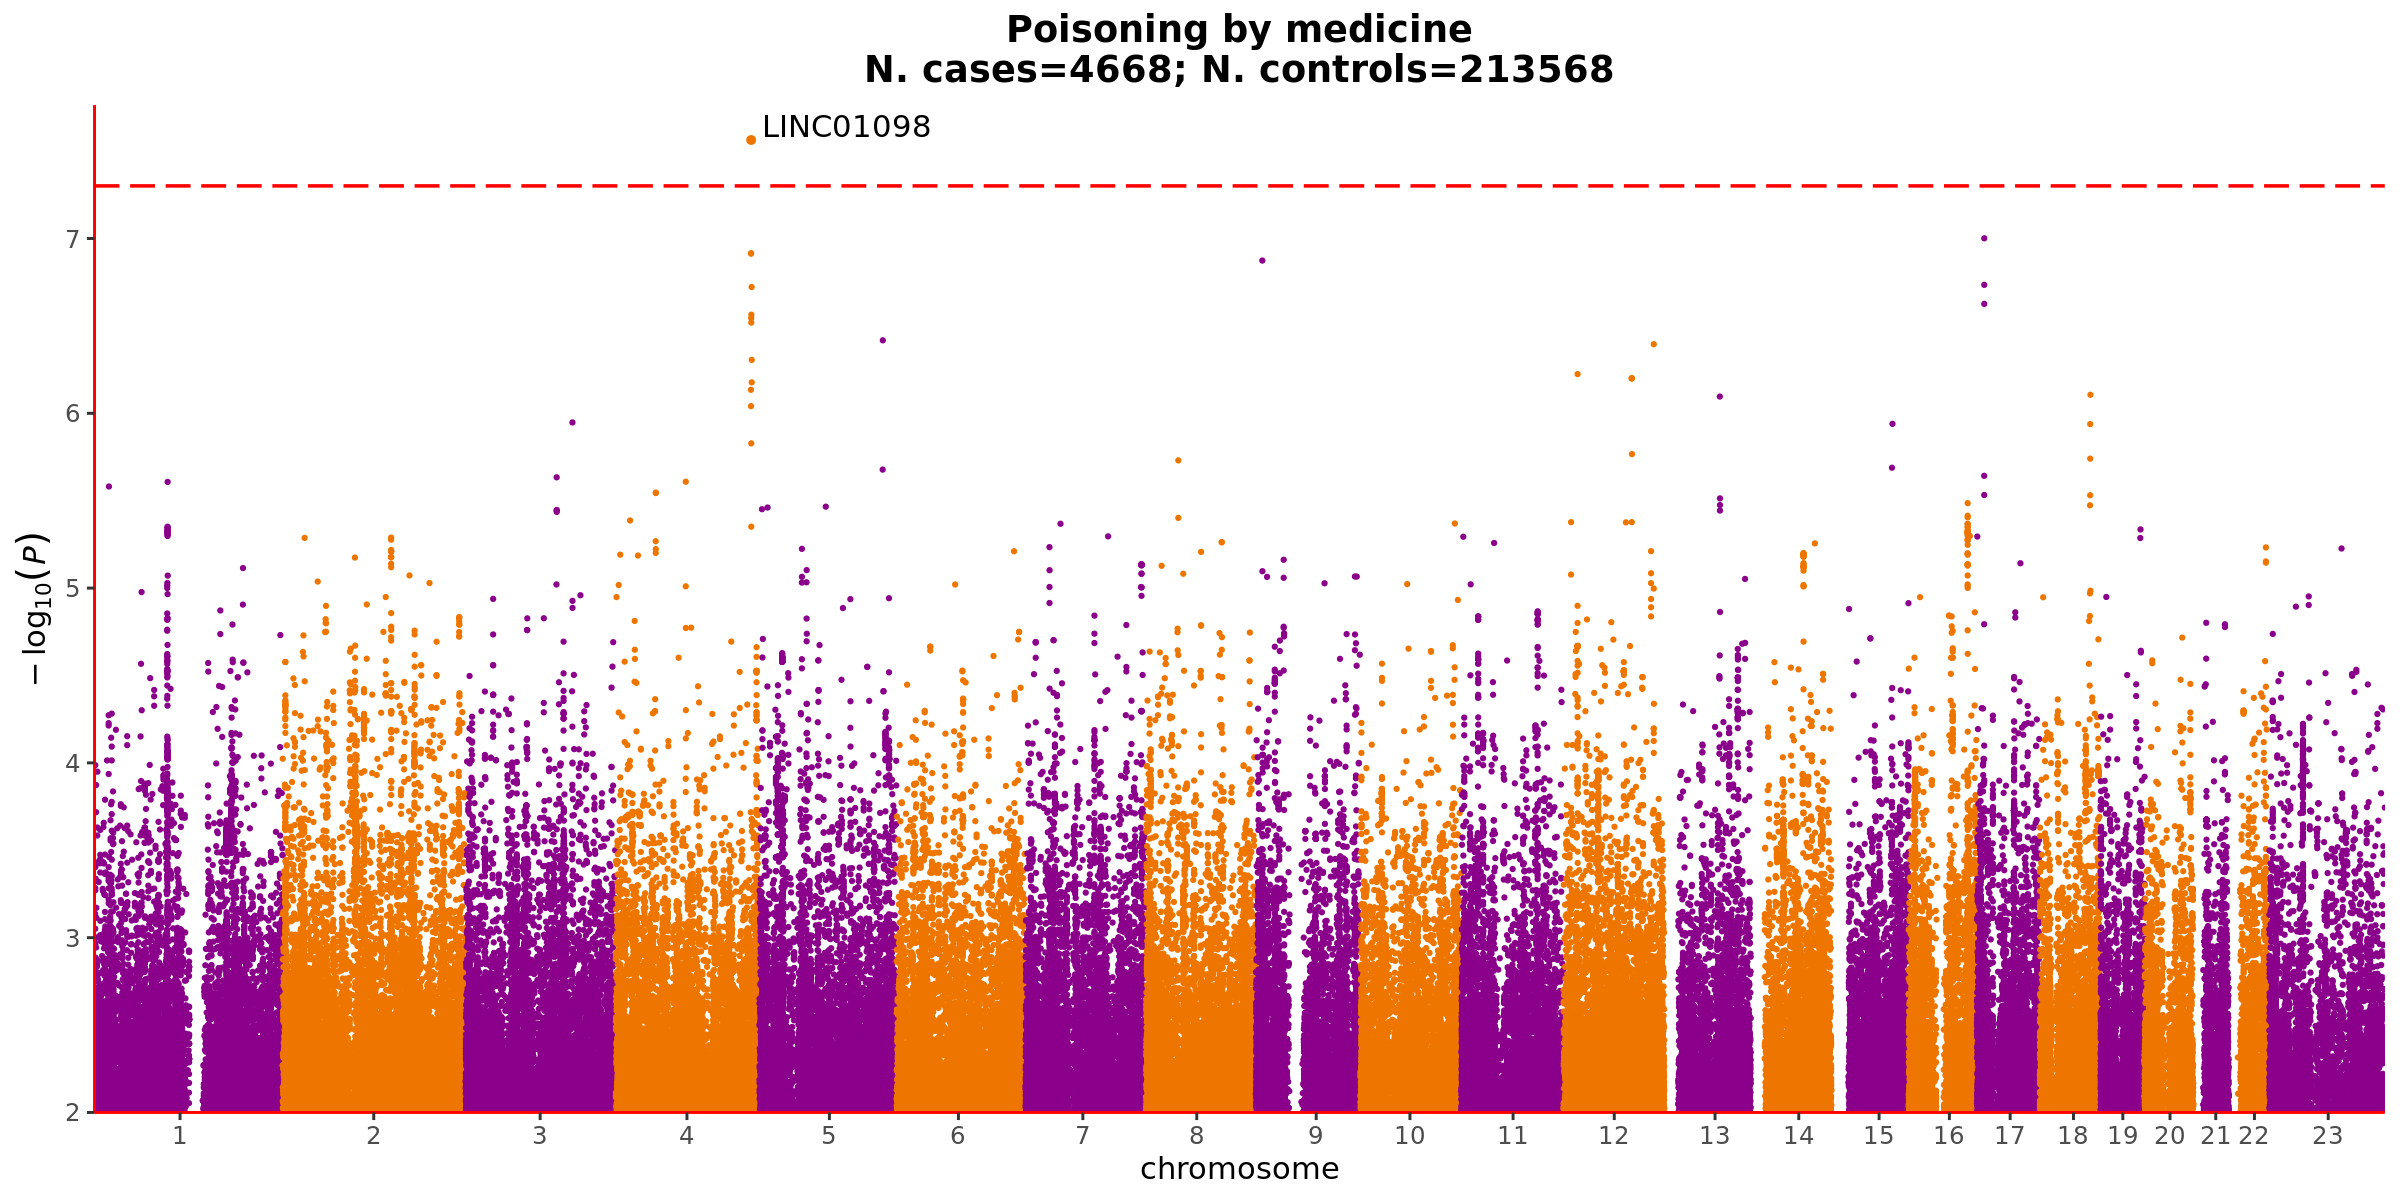 Poisoning by medicine
N. cases=4668; N. controls=213568
LINC01098
7
6
5
4
3
2
−log10(P)
1 2 3 4 5 6 7 8 9 10 11 12 13 14 15 16 17 18 19 20 21 22 23
chromosome